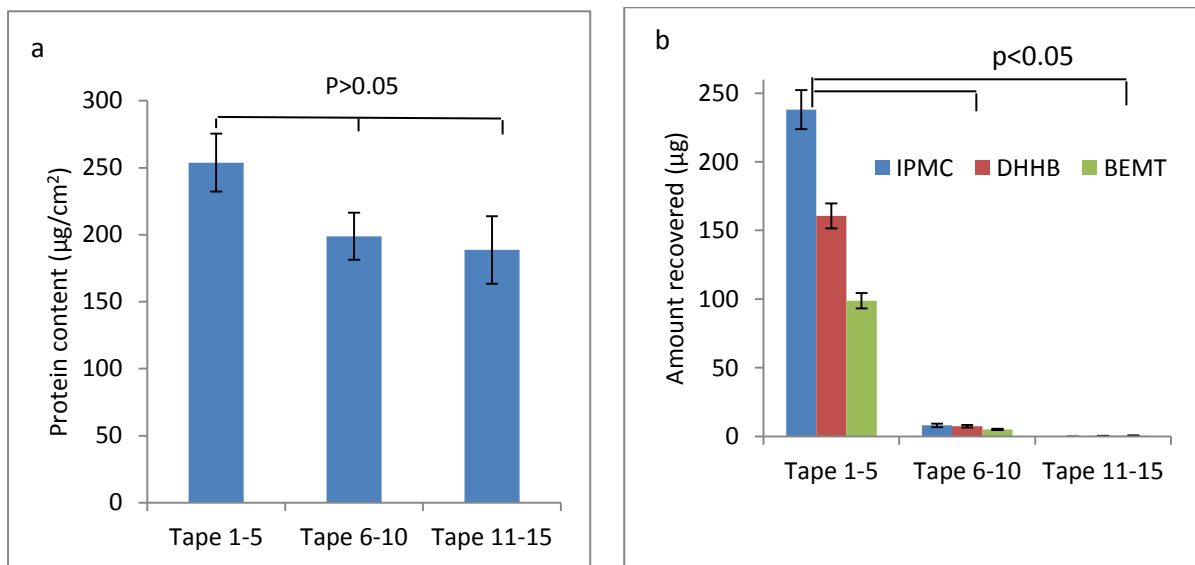 a
P>0.05
300
250
200
150
100
50
0
Protein content (µg/cm²)
Tape 1-5 Tape 6-10 Tape 11-15
b
p<0.05
250
200
150
100
50
0
Amount recovered (µg)
IPMC DHHB BEMT
Tape 1-5 Tape 6-10 Tape 11-15